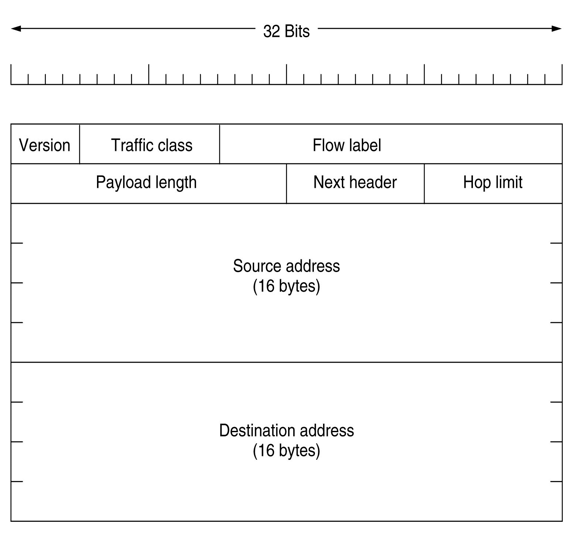 32 Bits
Version Traffic class Flow label
Payload length Next header Hop limit
Source address
(16 bytes)
Destination address
(16 bytes)